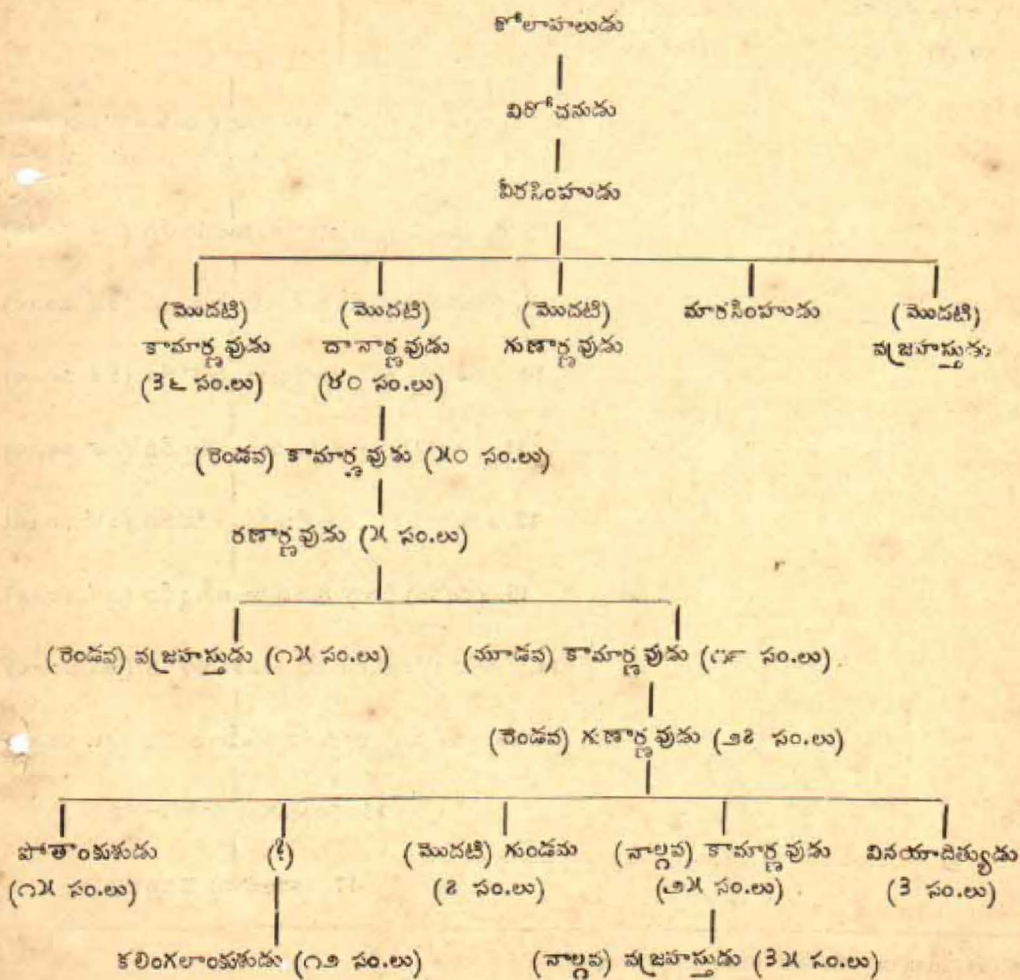 కోలాహలుడు
విరోచనుడు
వీరసింహుడు
(మొదటి) (మొదటి) (మొదటి) మారసింహుడు (మొదటి)
కామార్ణవుడు దానార్ణవుడు గుణార్ణవుడు వజ్రహస్తుడు
(౩౬ సం.లు) (౪౦ సం.లు)
(రెండవ) కామార్ణవుడు (౫౦ సం.లు)
రణార్ణవుడు (౫ సం.లు)
(రెండవ) వజ్రహస్తుడు (౧౫ సం.లు) (మూడవ) కామార్ణవుడు (౧౯ సం.లు)
(రెండవ) గుణార్ణవుడు (౨౭ సం.లు)
పోతాంకుశుడు (?) (మొదటి) గుండమ (నాల్గవ) కామార్ణవుడు వినయాదిత్యుడు
(౧౫ సం.లు) (౭ సం.లు) (౨౫ సం.లు) (౩ సం.లు)
కలింగలాంకుశుడు (౧౨ సం.లు) (నాల్గవ) వజ్రహస్తుడు (౩౫ సం.లు)